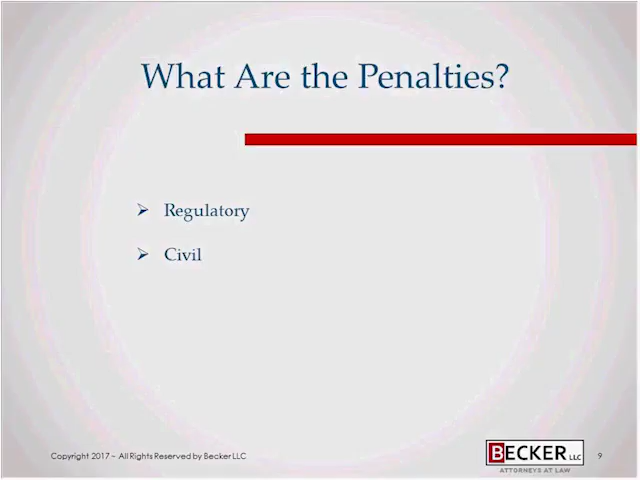 What Are the Penalties?
➢ Regulatory
➢ Civil
Copyright 2017 ~ All Rights Reserved by Becker LLC
BECKER LLC
ATTORNEYS AT LAW
9